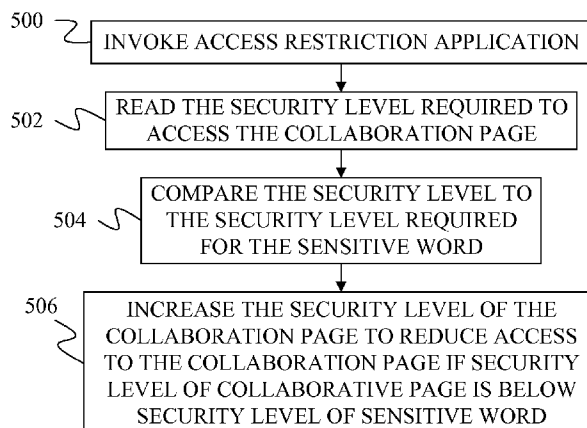 500
INVOKE ACCESS RESTRICTION APPLICATION
502
READ THE SECURITY LEVEL REQUIRED TO
ACCESS THE COLLABORATION PAGE
504
COMPARE THE SECURITY LEVEL TO
THE SECURITY LEVEL REQUIRED
FOR THE SENSITIVE WORD
506
INCREASE THE SECURITY LEVEL OF THE
COLLABORATION PAGE TO REDUCE ACCESS
TO THE COLLABORATION PAGE IF SECURITY
LEVEL OF COLLABORATIVE PAGE IS BELOW
SECURITY LEVEL OF SENSITIVE WORD